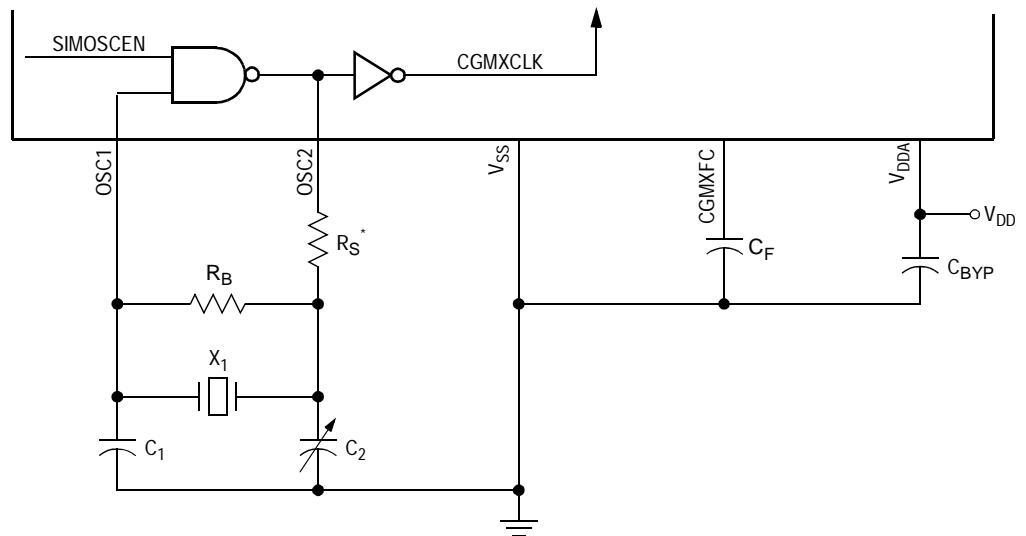 SIMOSCEN
CGMXCLK
OSC1
OSC2
VSS
CGMXFC
VDDA
RS*
CF
VDD
CBYP
RB
X1
C1
C2